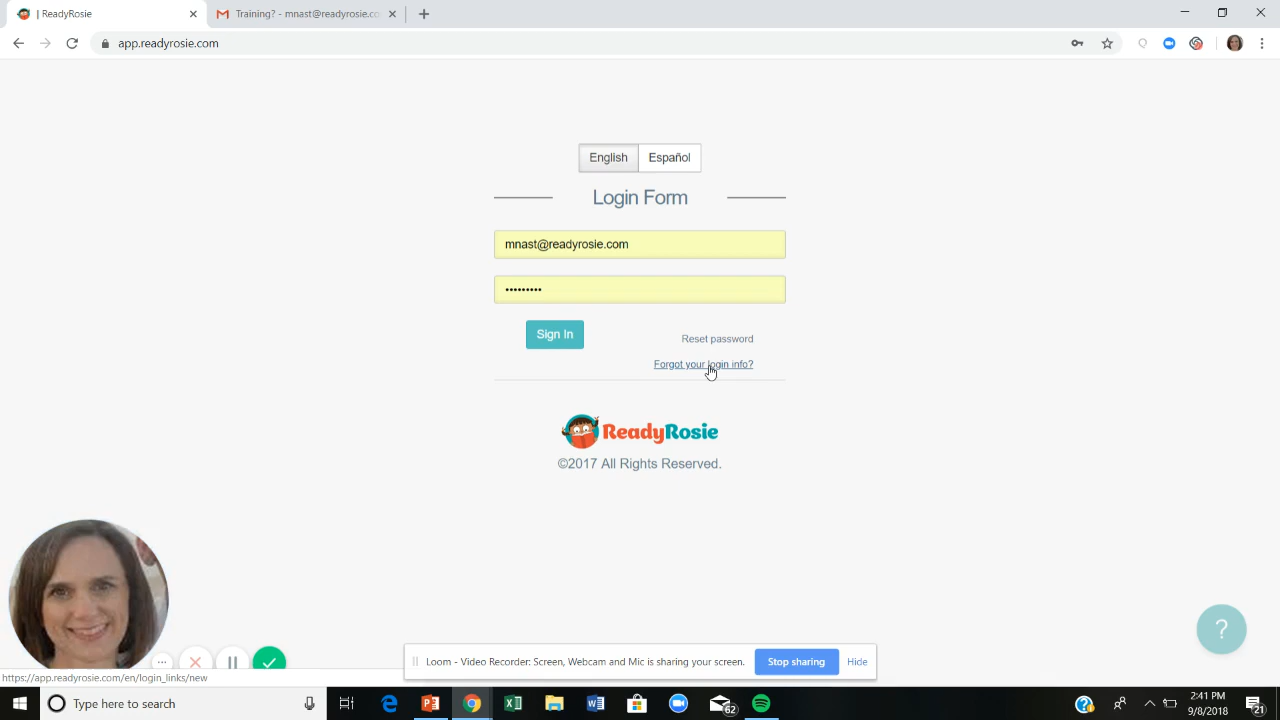 | ReadyRosie
Training? - mnast@readyrosie.co
app.readyrosie.com
English
Español
Login Form
mnast@readyrosie.com
•••••••••
Sign In
Reset password
Forgot your login info?
ReadyRosie
©2017 All Rights Reserved.
?
Loom - Video Recorder: Screen, Webcam and Mic is sharing your screen.
Stop sharing
Hide
https://app.readyrosie.com/en/login_links/new
Type here to search
62
2:41 PM
9/8/2018
21